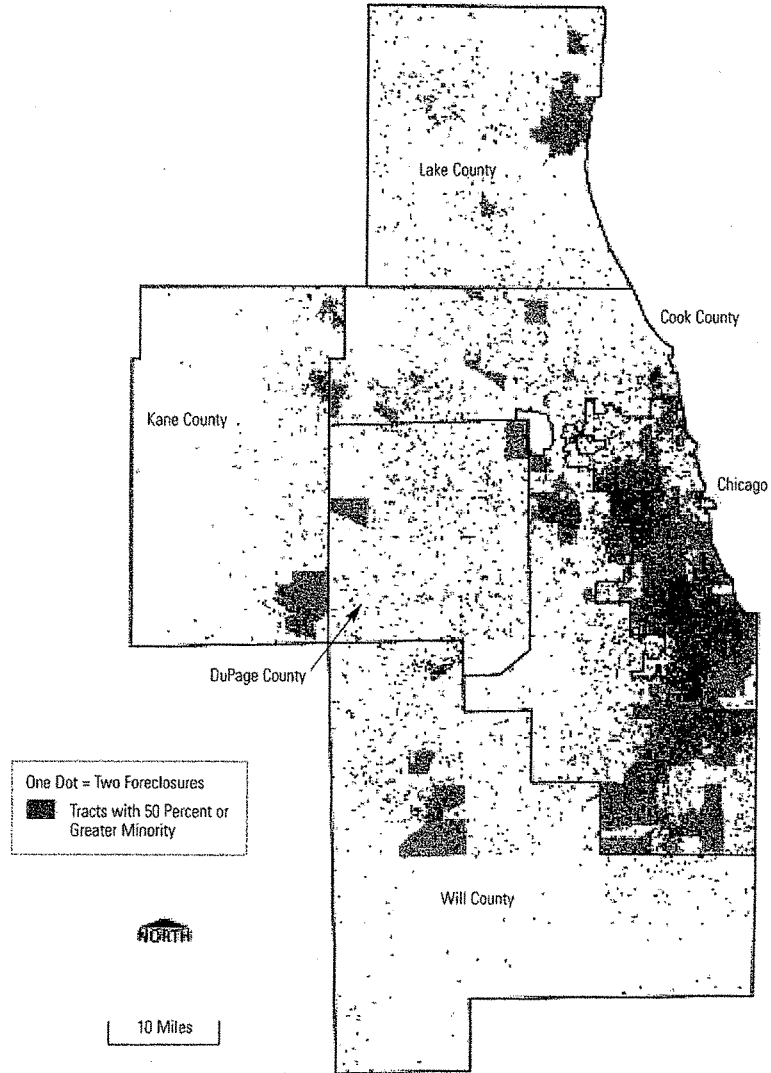 Lake County
Cook County
Kane County
Chicago
DuPage County
One Dot = Two Foreclosures
Tracts with 50 Percent or
Greater Minority
Will County
NORTH
10 Miles